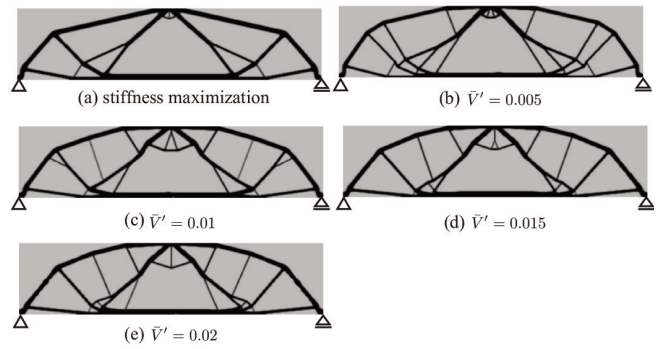 (a) stiffness maximization
(b) V̄′ = 0.005
(c) V̄′ = 0.01
(d) V̄′ = 0.015
(e) V̄′ = 0.02